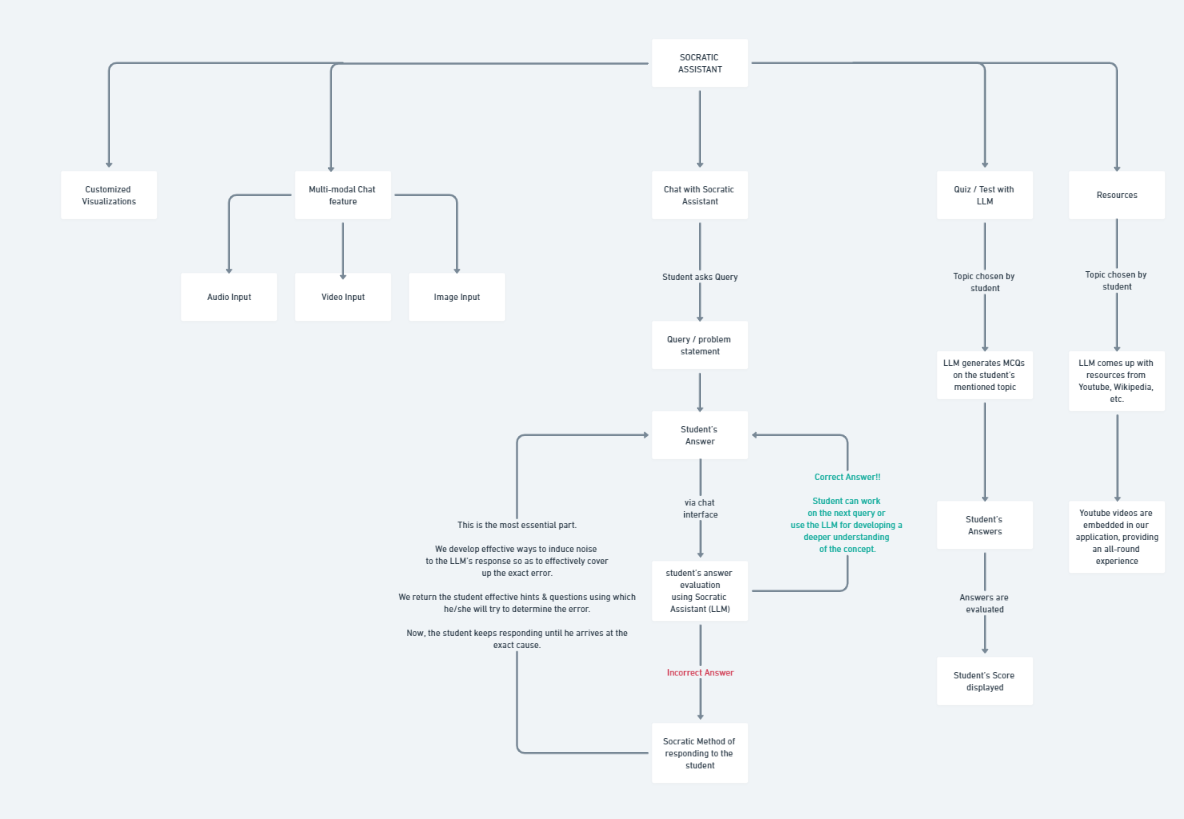 SOCRATIC
ASSISTANT
Customized
Visualizations
Multi-modal Chat
feature
Chat with Socratic
Assistant
Quiz / Test with
LLM
Resources
Audio Input
Video Input
Image Input
Student asks Query
Topic chosen by
student
Topic chosen by
student
Query / problem
statement
LLM generates MCQs
on the student's
mentioned topic
LLM comes up with
resources from
Youtube, Wikipedia,
etc.
Student's
Answer
via chat
interface
Correct Answer!!
Student can work
on the next query or
use the LLM for developing a
deeper understanding
of the concept.
This is the most essential part.
We develop effective ways to induce noise
to the LLM's response so as to effectively cover
up the exact error.
We return the student effective hints & questions using which
he/she will try to determine the error.
Now, the student keeps responding until he arrives at the
exact cause.
student's answer
evaluation
using Socratic
Assistant (LLM)
Student's
Answers
Youtube videos are
embedded in our
application, providing
an all-round
experience
Answers are
evaluated
Incorrect Answer
Student's Score
displayed
Socratic Method of
responding to the
student